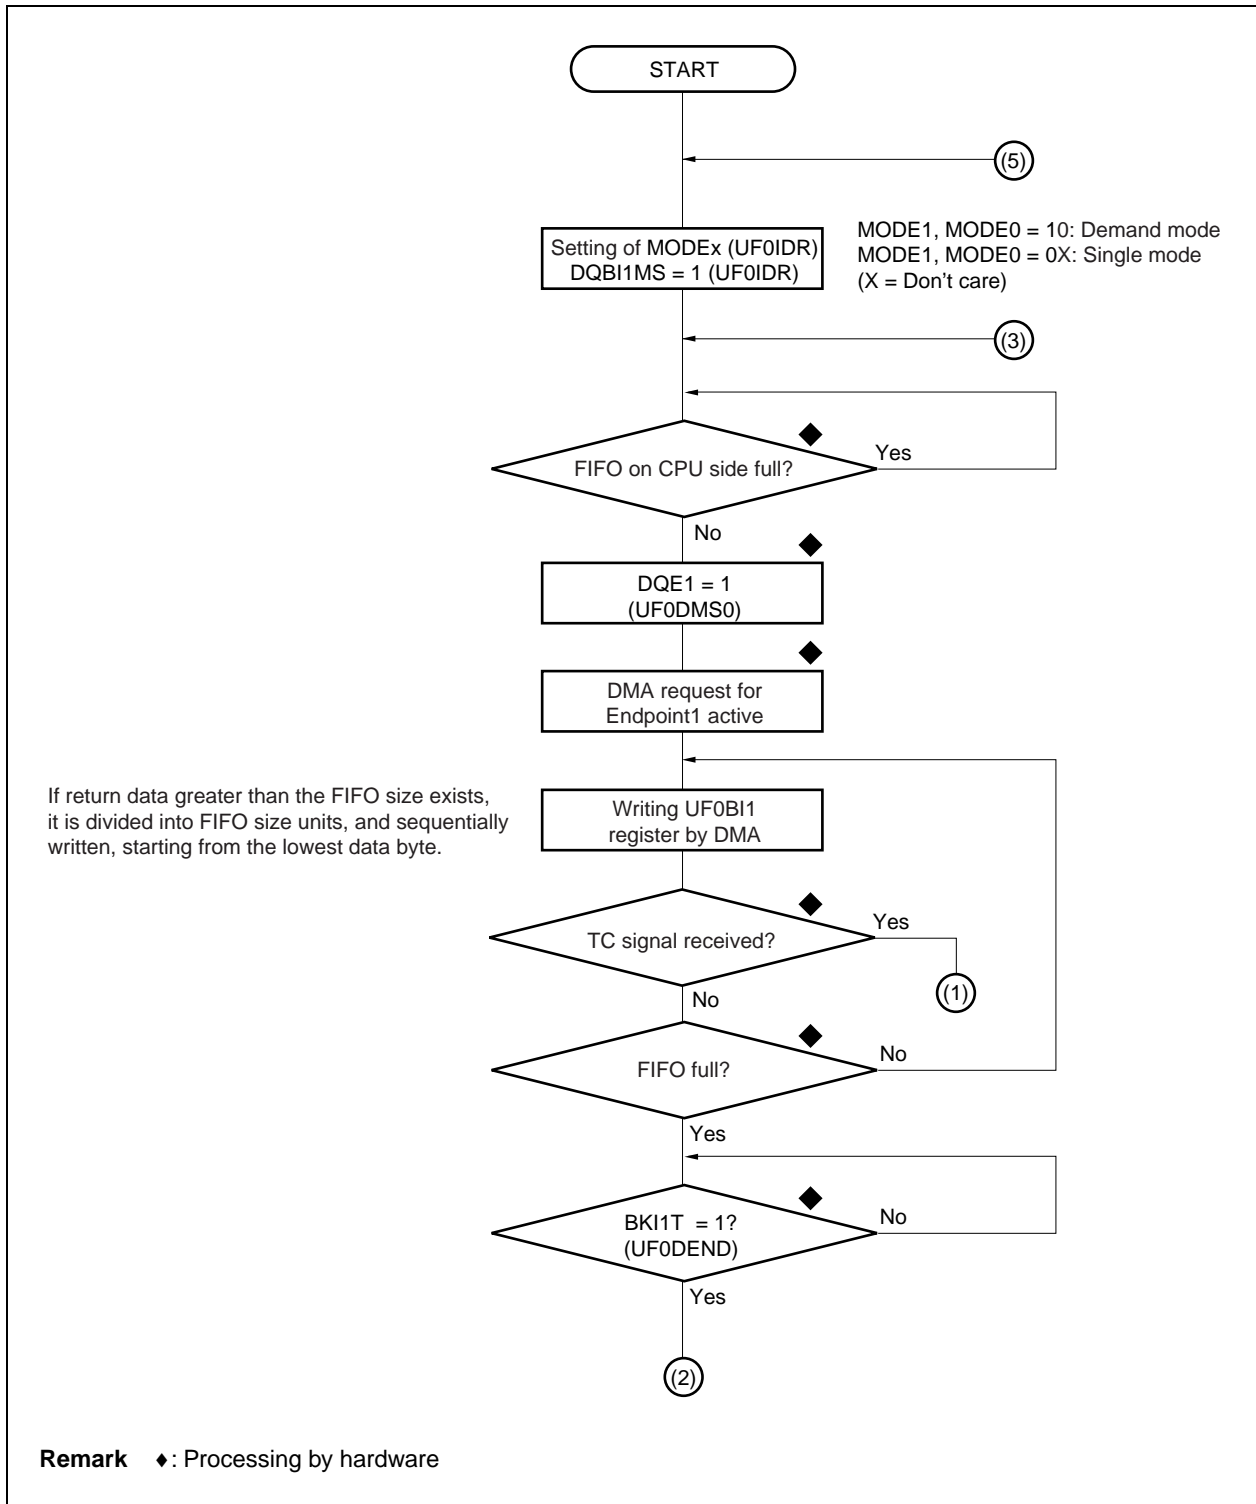 START
(5)
Setting of MODEx (UF0IDR)
DQBI1MS = 1 (UF0IDR)
MODE1, MODE0 = 10: Demand mode
MODE1, MODE0 = 0X: Single mode
(X = Don't care)
(3)
FIFO on CPU side full?
Yes
No
DQE1 = 1
(UF0DMS0)
DMA request for
Endpoint1 active
If return data greater than the FIFO size exists,
it is divided into FIFO size units, and sequentially
written, starting from the lowest data byte.
Writing UF0BI1
register by DMA
TC signal received?
Yes
(1)
No
FIFO full?
No
Yes
BKI1T = 1?
(UF0DEND)
No
Yes
(2)
Remark ♦: Processing by hardware